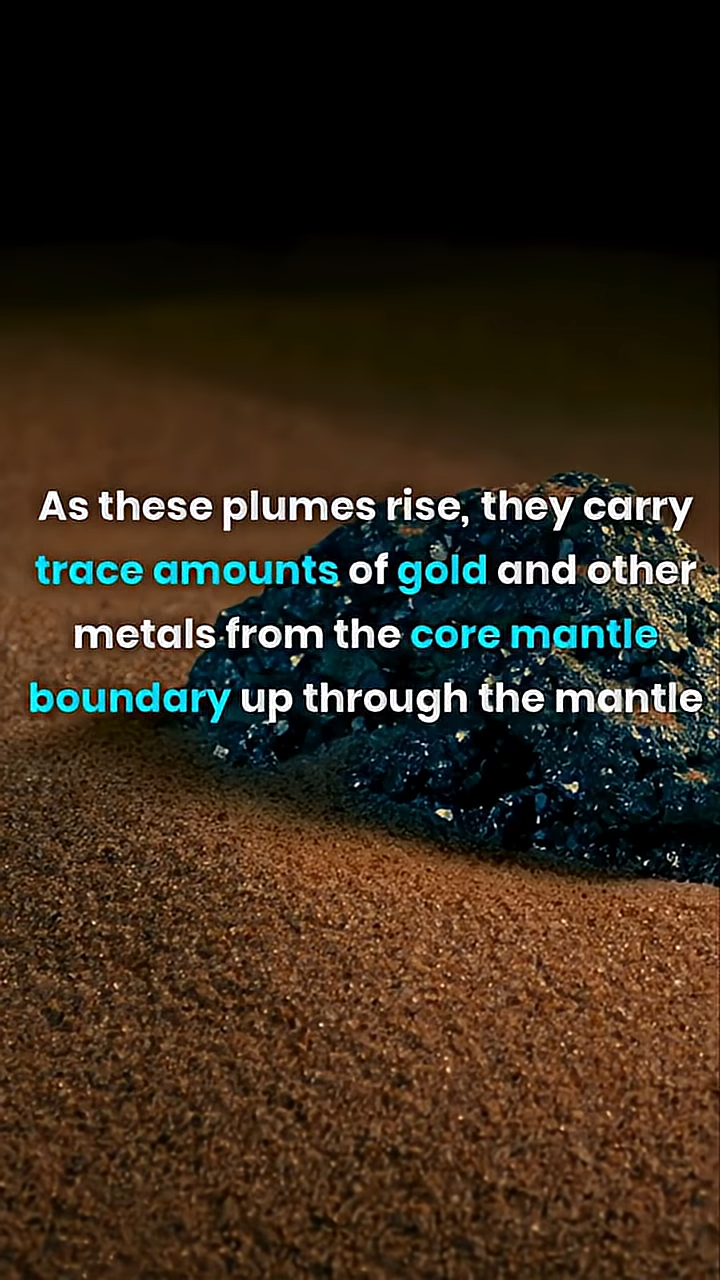 As these plumes rise, they carry
trace amounts of gold and other
metals from the core mantle
boundary up through the mantle